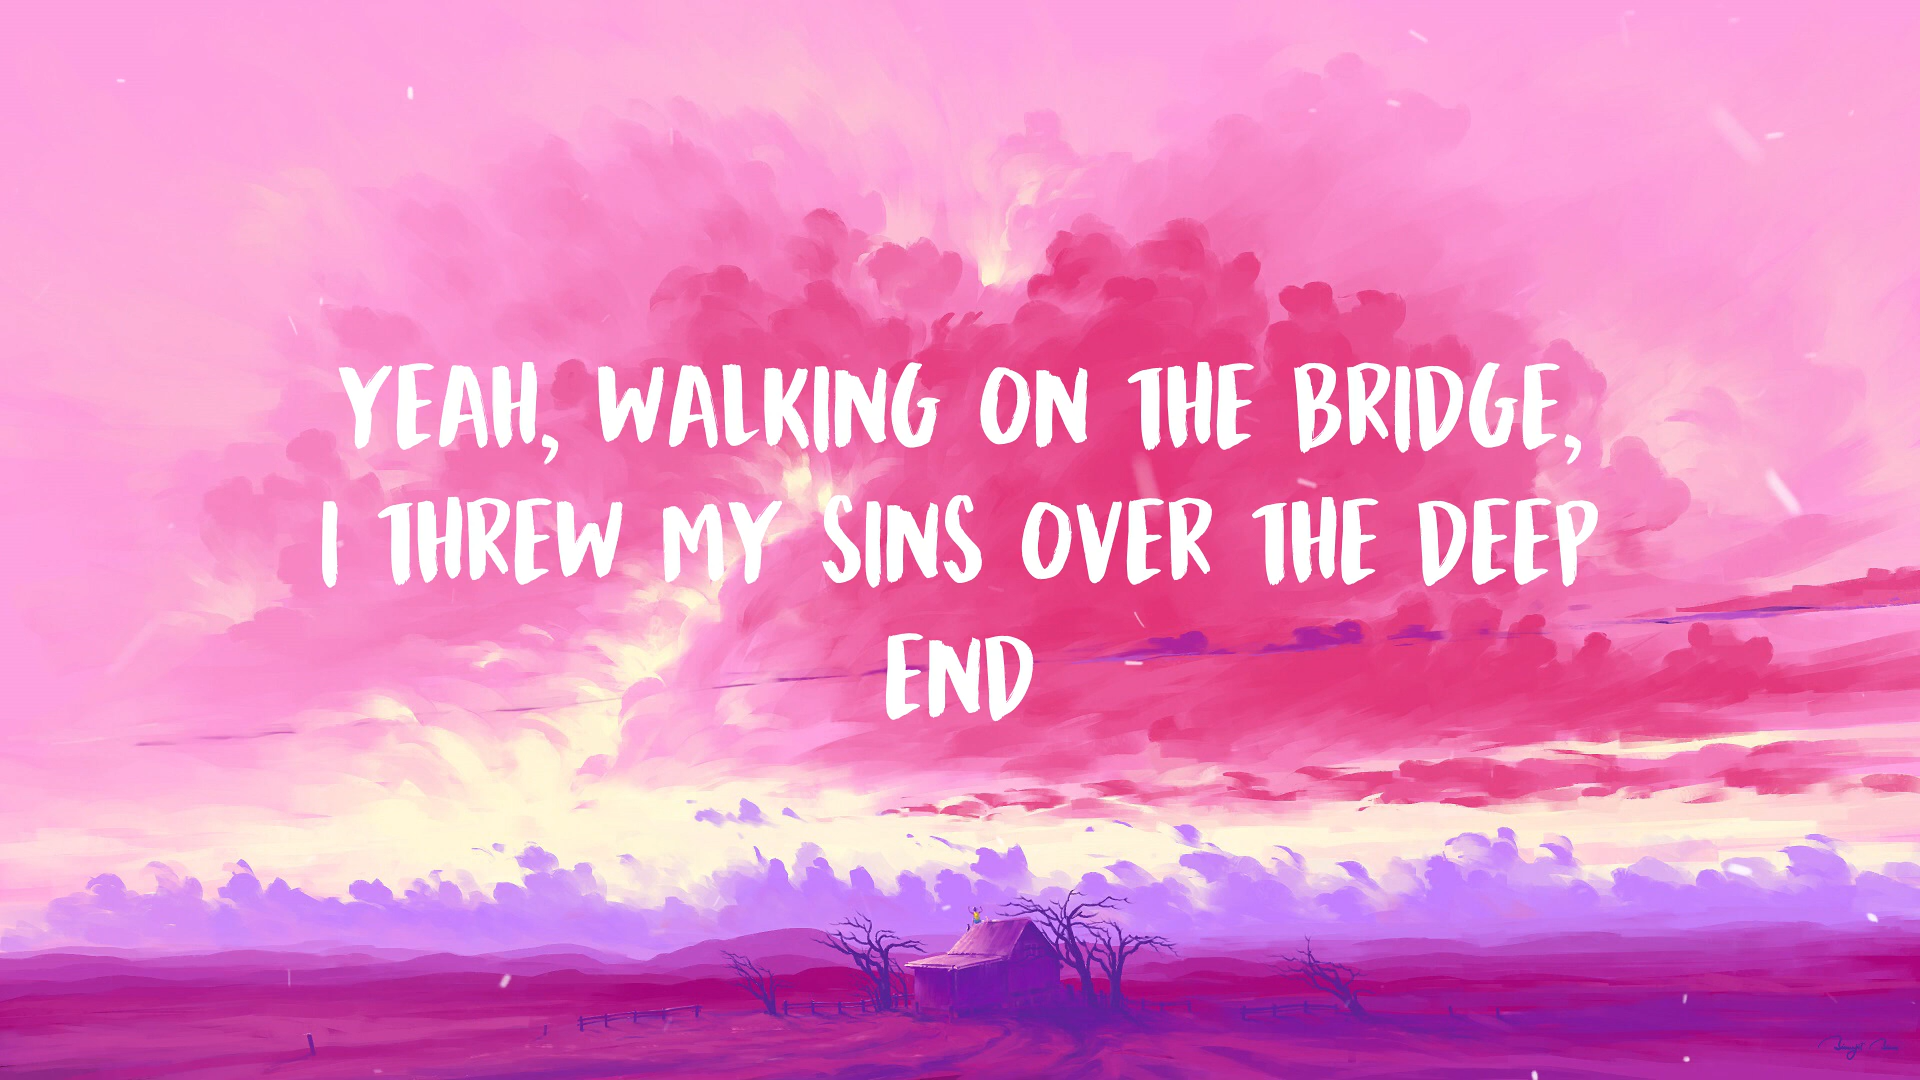 YEAH, WALKING ON THE BRIDGE,
I THREW MY SINS OVER THE DEEP
END